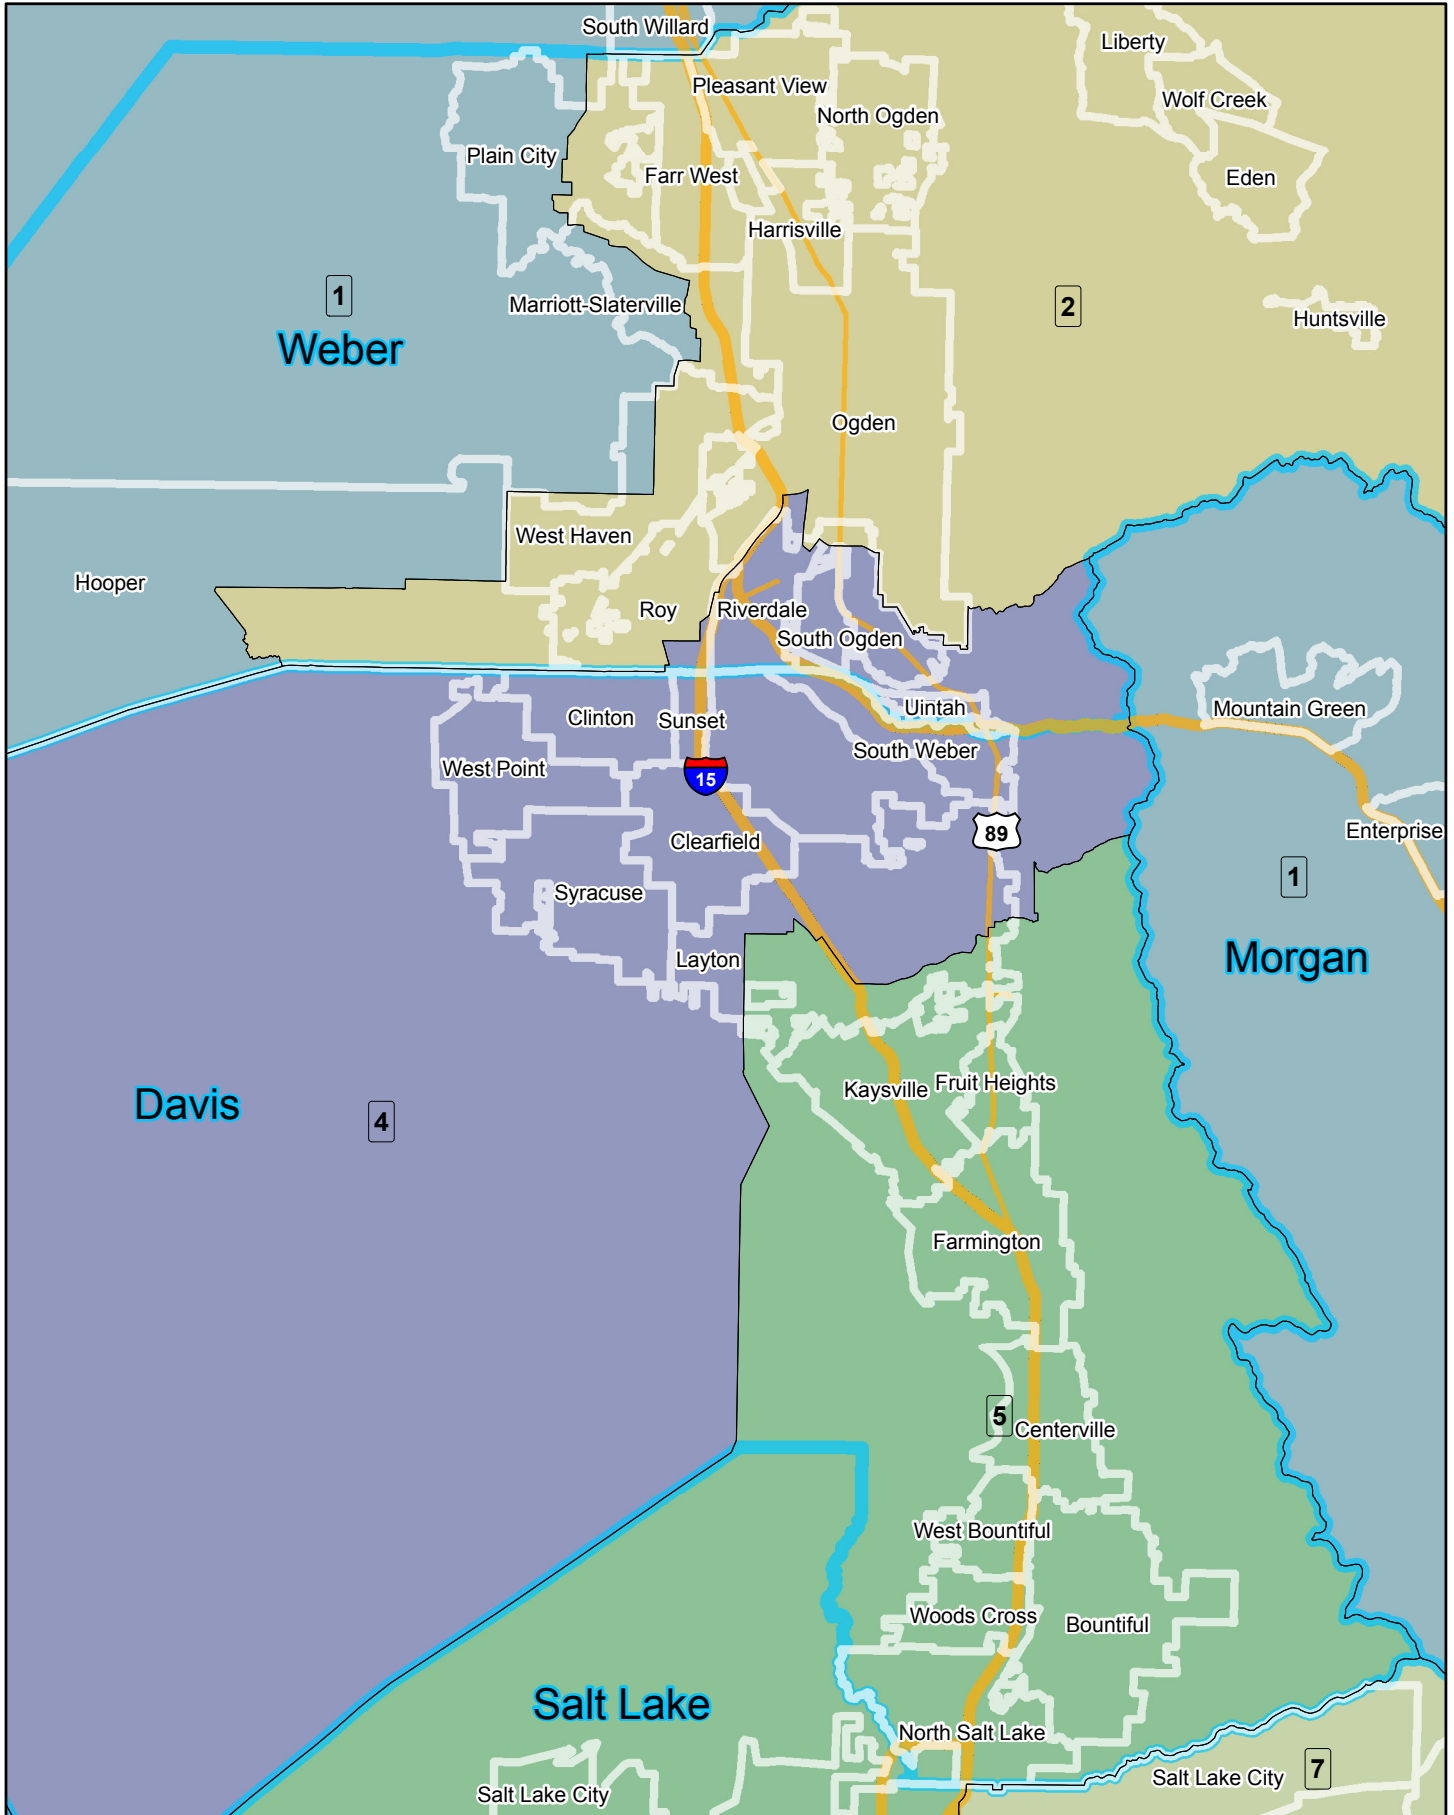 South Willard
Liberty
Pleasant View
Wolf Creek
North Ogden
Plain City
Farr West
Eden
Harrisville
1
Marriott-Slaterville
2
Huntsville
Weber
Ogden
West Haven
Hooper
Roy
Riverdale
South Ogden
Uintah
Mountain Green
Clinton
Sunset
South Weber
West Point
15
Enterprise
89
Clearfield
1
Syracuse
Layton
Morgan
Kaysville
Fruit Heights
Davis
4
Farmington
5
Centerville
West Bountiful
Woods Cross
Bountiful
Salt Lake
North Salt Lake
Salt Lake City
7
Salt Lake City